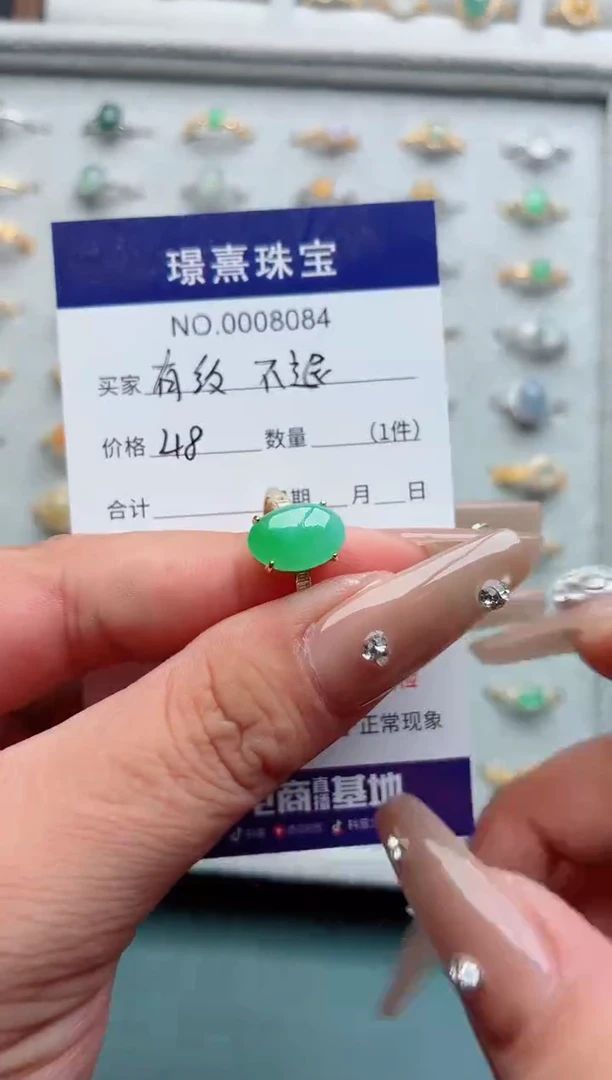 璟熹珠宝
NO.0008084
买家 有纹 不退
价格 48 数量 (1件)
合计 期 月 日
正常现象
电商直播基地